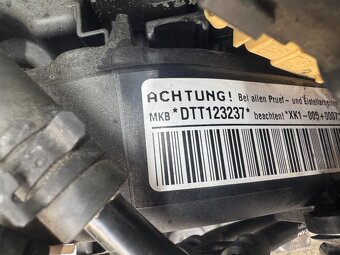 ACHTUNG! Bei allen Pruef- und Einstellarbeiten
MKB *DTT123237* beachten! *XK1-005+0007